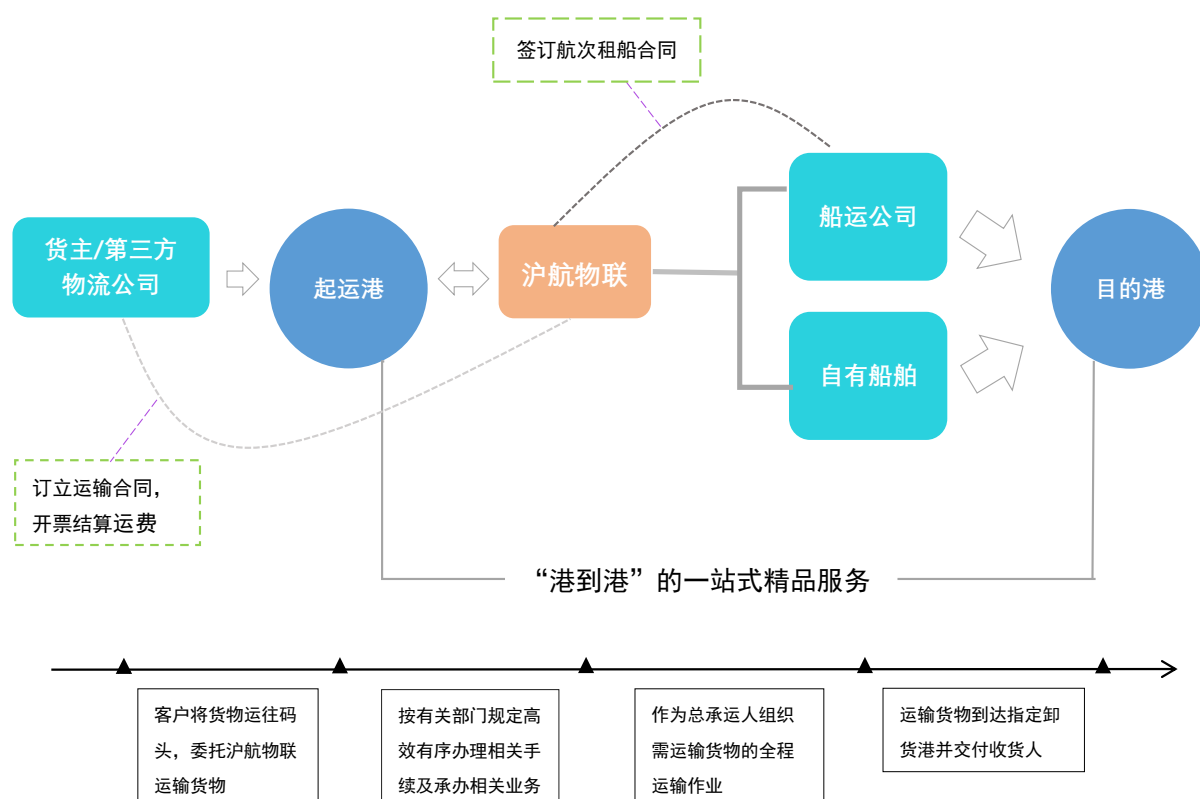 签订航次租船合同
船运公司
货主/第三方
物流公司
起运港
沪航物联
目的港
自有船舶
订立运输合同，
开票结算运费
“港到港”的一站式精品服务
客户将货物运往码
头，委托沪航物联
运输货物
按有关部门规定高
效有序办理相关手
续及承办相关业务
作为总承运人组织
需运输货物的全程
运输作业
运输货物到达指定卸
货港并交付收货人